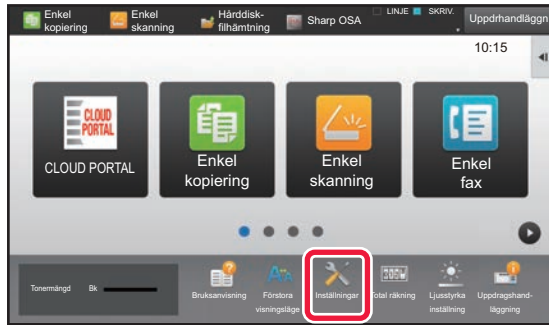 Enkel
kopiering
Enkel
skanning
Hårddisk-
filhämtning
Sharp OSA
LINJE
SKRIV.
Uppdrhandläggn
10:15
CLOUD
PORTAL
CLOUD PORTAL
Enkel
kopiering
Enkel
skanning
Enkel
fax
Tonermängd Bk
Bruksanvisning
Förstora
visningsläge
Inställningar
Total räkning
Ljusstyrka
inställning
Uppdragshand-
läggning